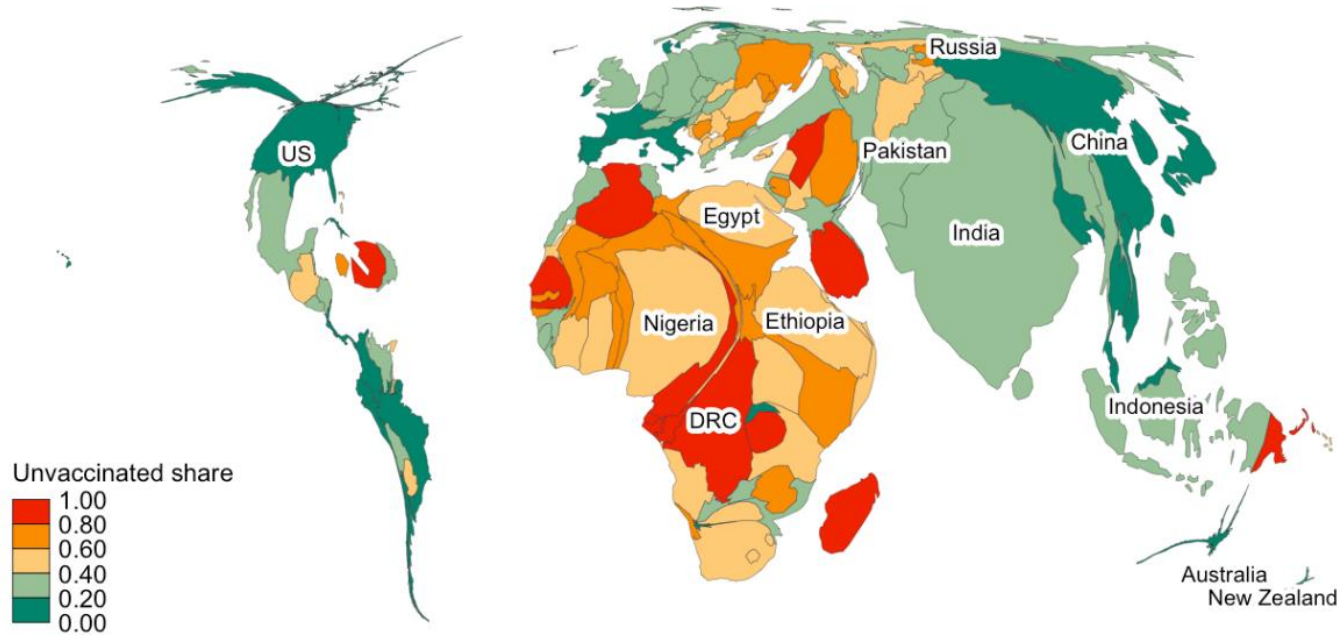 Russia
US
Pakistan
China
Egypt
India
Nigeria
Ethiopia
Indonesia
DRC
Unvaccinated share
1.00
0.80
0.60
0.40
0.20
0.00
Australia
New Zealand